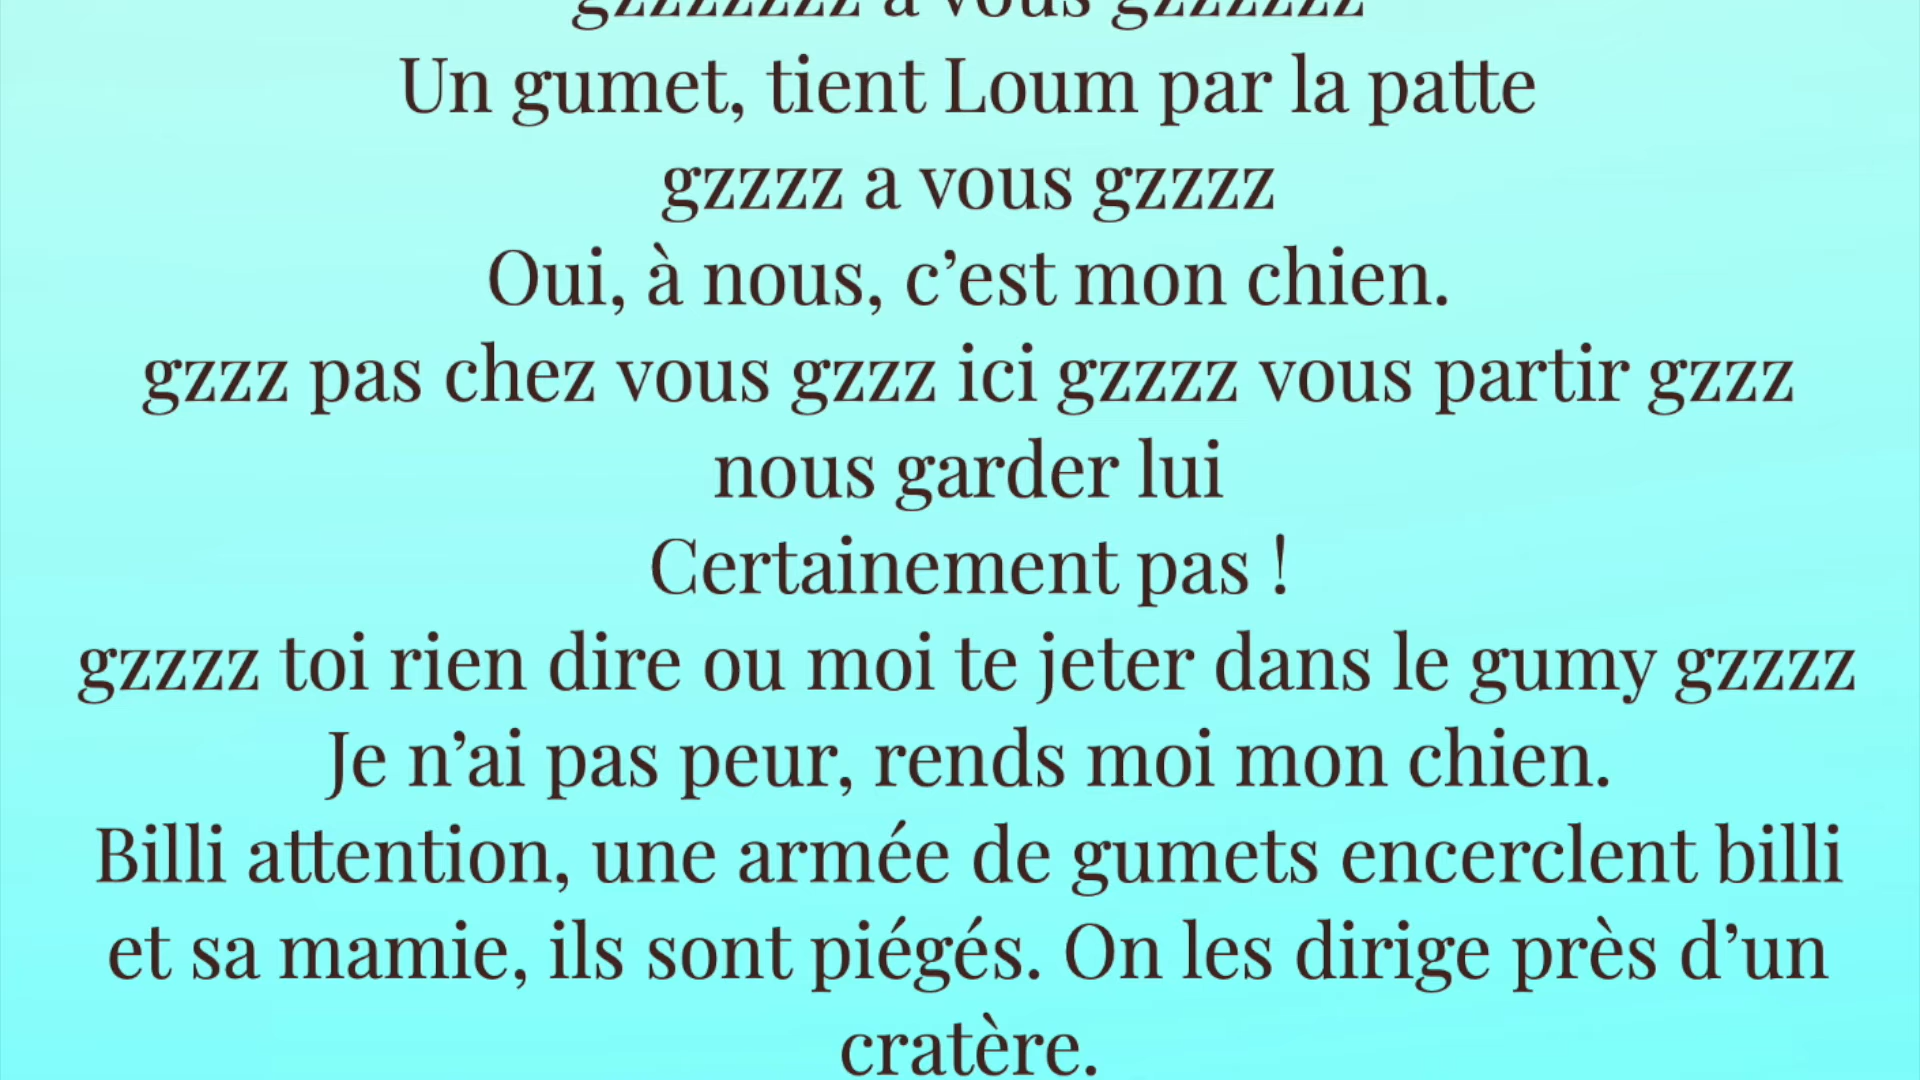 gzzzzzzz a vous gzzzzzz
Un gumet, tient Loum par la patte
gzzzz a vous gzzzz
Oui, à nous, c’est mon chien.
gzzz pas chez vous gzzz ici gzzzz vous partir gzzz
nous garder lui
Certainement pas !
gzzzz toi rien dire ou moi te jeter dans le gumy gzzzz
Je n’ai pas peur, rends moi mon chien.
Billi attention, une armée de gumets encerclent billi
et sa mamie, ils sont piégés. On les dirige près d’un
cratère.